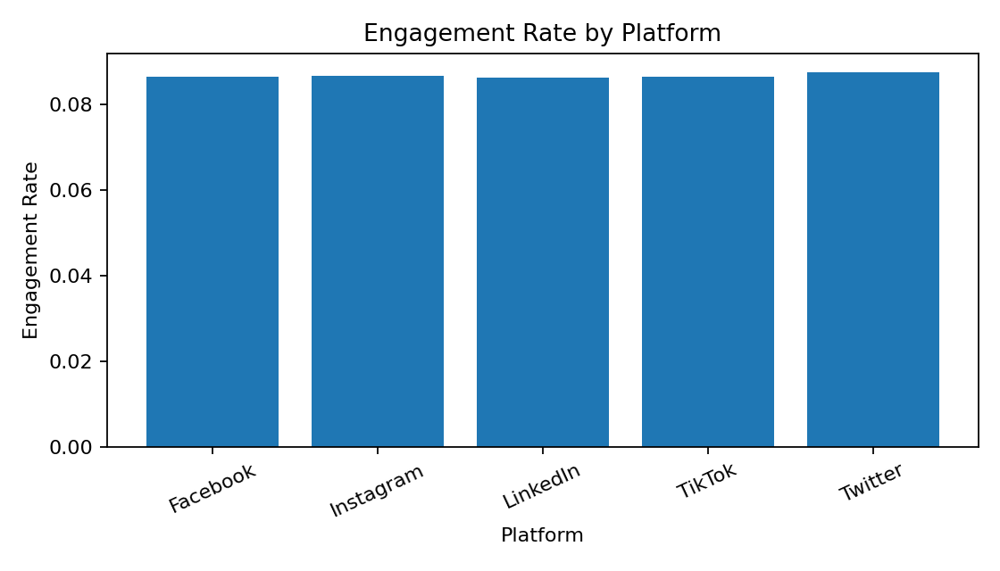 Engagement Rate by Platform
Engagement Rate
0.08
0.06
0.04
0.02
0.00
Facebook
Instagram
LinkedIn
TikTok
Twitter
Platform